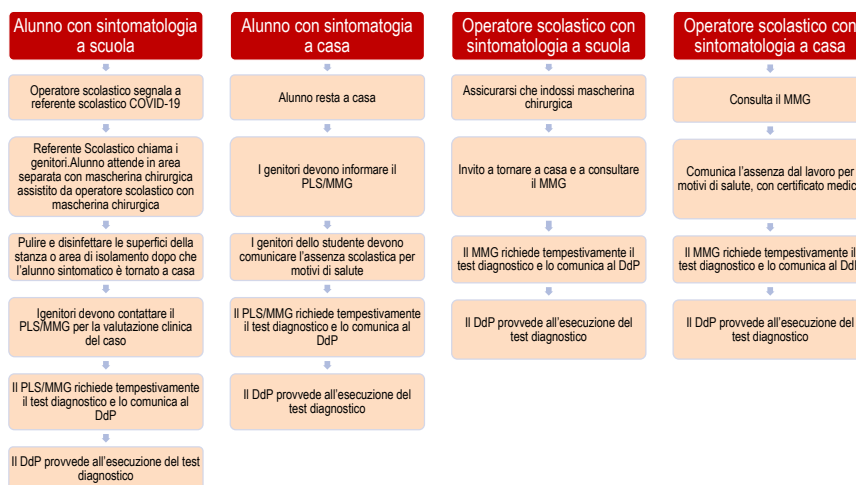 Alunno con sintomatologia
a scuola
Operatore scolastico segnala a
referente scolastico COVID-19
Referente Scolastico chiama i
genitori.Alunno attende in area
separata con mascherina chirurgica
assistito da operatore scolastico con
mascherina chirurgica
Pulire e disinfettare le superfici della
stanza o area di isolamento dopo che
l'alunno sintomatico è tornato a casa
Igenitori devono contattare il
PLS/MMG per la valutazione clinica
del caso
Il PLS/MMG richiede tempestivamente
il test diagnostico e lo comunica al
DdP
Il DdP provvede all'esecuzione del test
diagnostico
Alunno con sintomatogia
a casa
Alunno resta a casa
I genitori devono informare il
PLS/MMG
I genitori dello studente devono
comunicare l'assenza scolastica per
motivi di salute
Il PLS/MMG richiede tempestivamente
il test diagnostico e lo comunica al
DdP
Il DdP provvede all'esecuzione del
test diagnostico
Operatore scolastico con
sintomatologia a scuola
Assicurarsi che indossi mascherina
chirurgica
Invito a tornare a casa e a consultare
il MMG
Il MMG richiede tempestivamente il
test diagnostico e lo comunica al DdP
Il DdP provvede all'esecuzione del
test diagnostico
Operatore scolastico con
sintomatologia a casa
Consulta il MMG
Comunica l'assenza dal lavoro per
motivi di salute, con certificato medic
Il MMG richiede tempestivamente il
test diagnostico e lo comunica al Dd
Il DdP provvede all'esecuzione del
test diagnostico